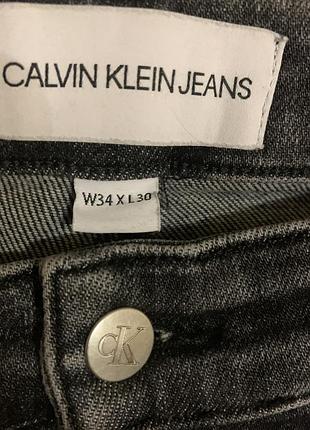 CALVIN KLEIN JEANS
W34 X L30
cK